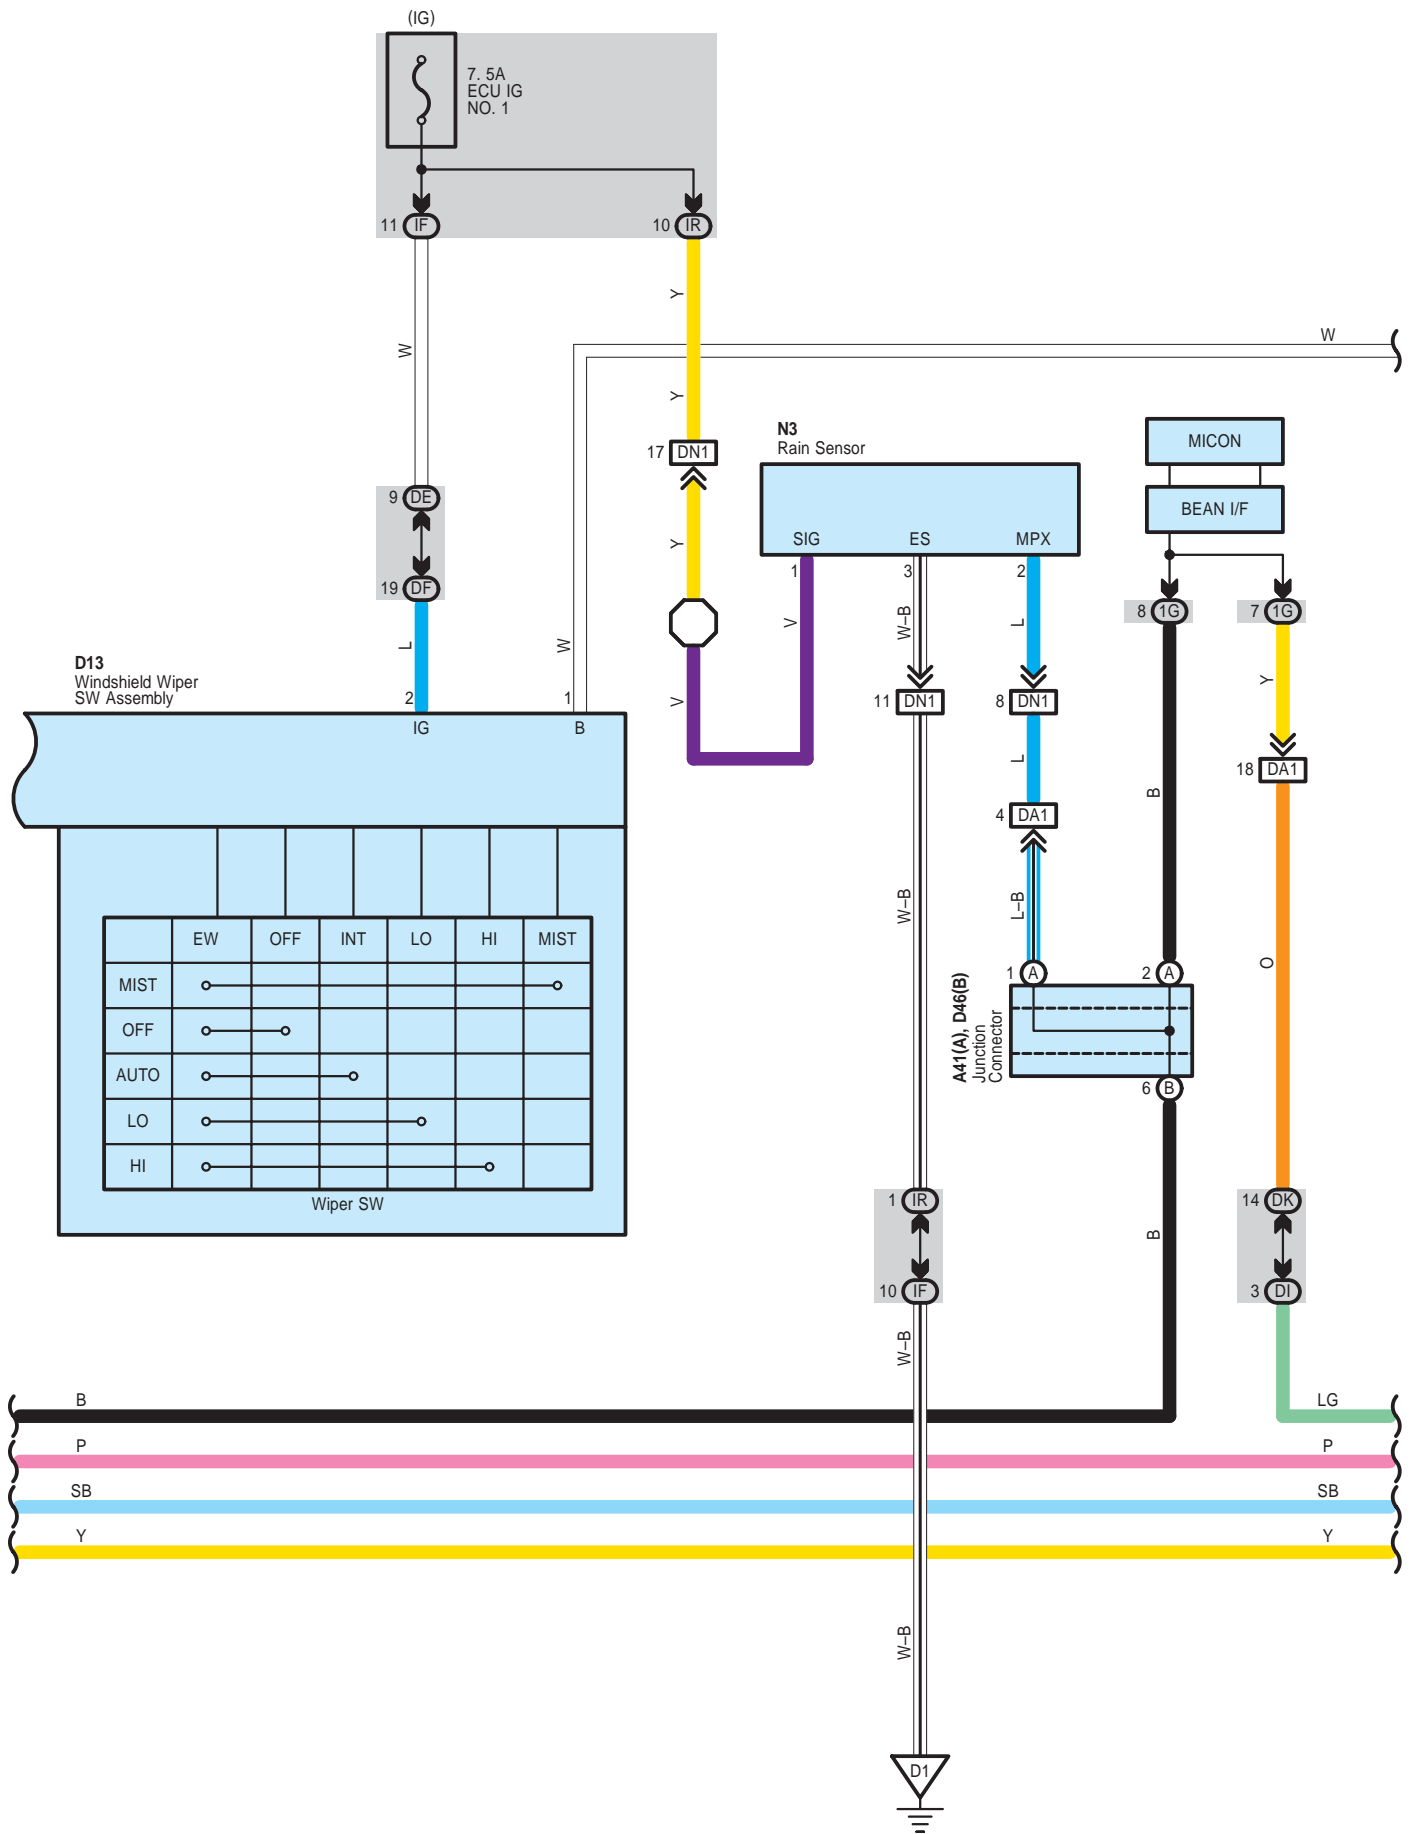 (IG)
7. 5A
ECU IG
NO. 1
11 IF
10 IR
Y
W
W
Y
17 DN1
N3
Rain Sensor
MICON
9 DE
BEAN I/F
SIG ES MPX
Y
1 3 2
19 DF
8 1G
7 1G
V
W–B
L
L
W
D13
Windshield Wiper
SW Assembly
2 1
IG B
V
11 DN1
8 DN1
Y
L
18 DA1
B
4 DA1
W–B
L–B
EW OFF INT LO HI MIST
MIST
OFF
AUTO
LO
HI
Wiper SW
O
1 A
2 A
A41(A), D46(B)
Junction
Connector
6 B
1 IR
14 DK
B
10 IF
3 DI
W–B
B
LG
P
P
SB
SB
Y
Y
W–B
D1